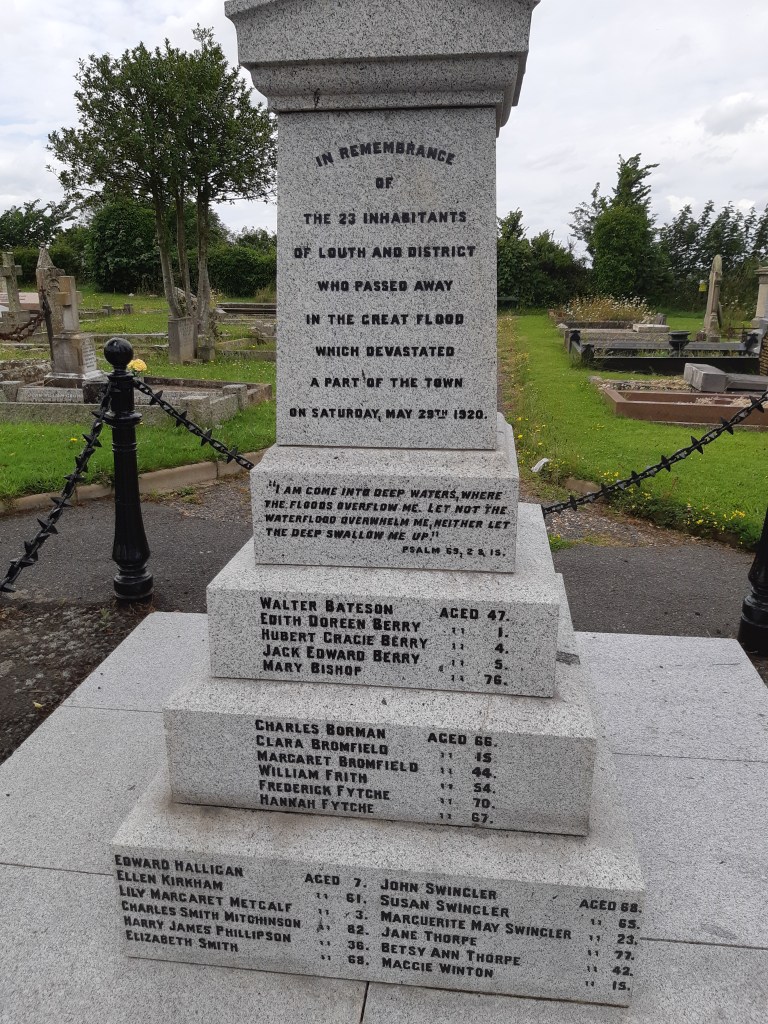 IN REMEMBRANCE
OF
THE 23 INHABITANTS
OF LOUTH AND DISTRICT
WHO PASSED AWAY
IN THE GREAT FLOOD
WHICH DEVASTATED
A PART OF THE TOWN
ON SATURDAY, MAY 29TH 1920.
"I AM COME INTO DEEP WATERS, WHERE
THE FLOODS OVERFLOW ME. LET NOT THE
WATERFLOOD OVERWHELM ME, NEITHER LET
THE DEEP SWALLOW ME UP."
PSALM 69, 2 & 15.
WALTER BATESON AGED 47.
EDITH DOREEN BERRY " 1.
HUBERT GRACIE BERRY " 4.
JACK EDWARD BERRY " 5.
MARY BISHOP " 76.
CHARLES BORMAN AGED 66.
CLARA BROMFIELD " 15
MARGARET BROMFIELD " 44.
WILLIAM FRITH " 54.
FREDERICK FYTCHE " 70.
HANNAH FYTCHE " 67.
EDWARD HALLIGAN AGED 7.
ELLEN KIRKHAM " 61.
LILY MARGARET METCALF " 3.
CHARLES SMITH MITCHINSON " 62.
HARRY JAMES PHILLIPSON " 36.
ELIZABETH SMITH " 68.
JOHN SWINGLER AGED 68.
SUSAN SWINGLER " 65.
MARGUERITE MAY SWINGLER " 23.
JANE THORPE " 77.
BETSY ANN THORPE " 42.
MAGGIE WINTON " 15.